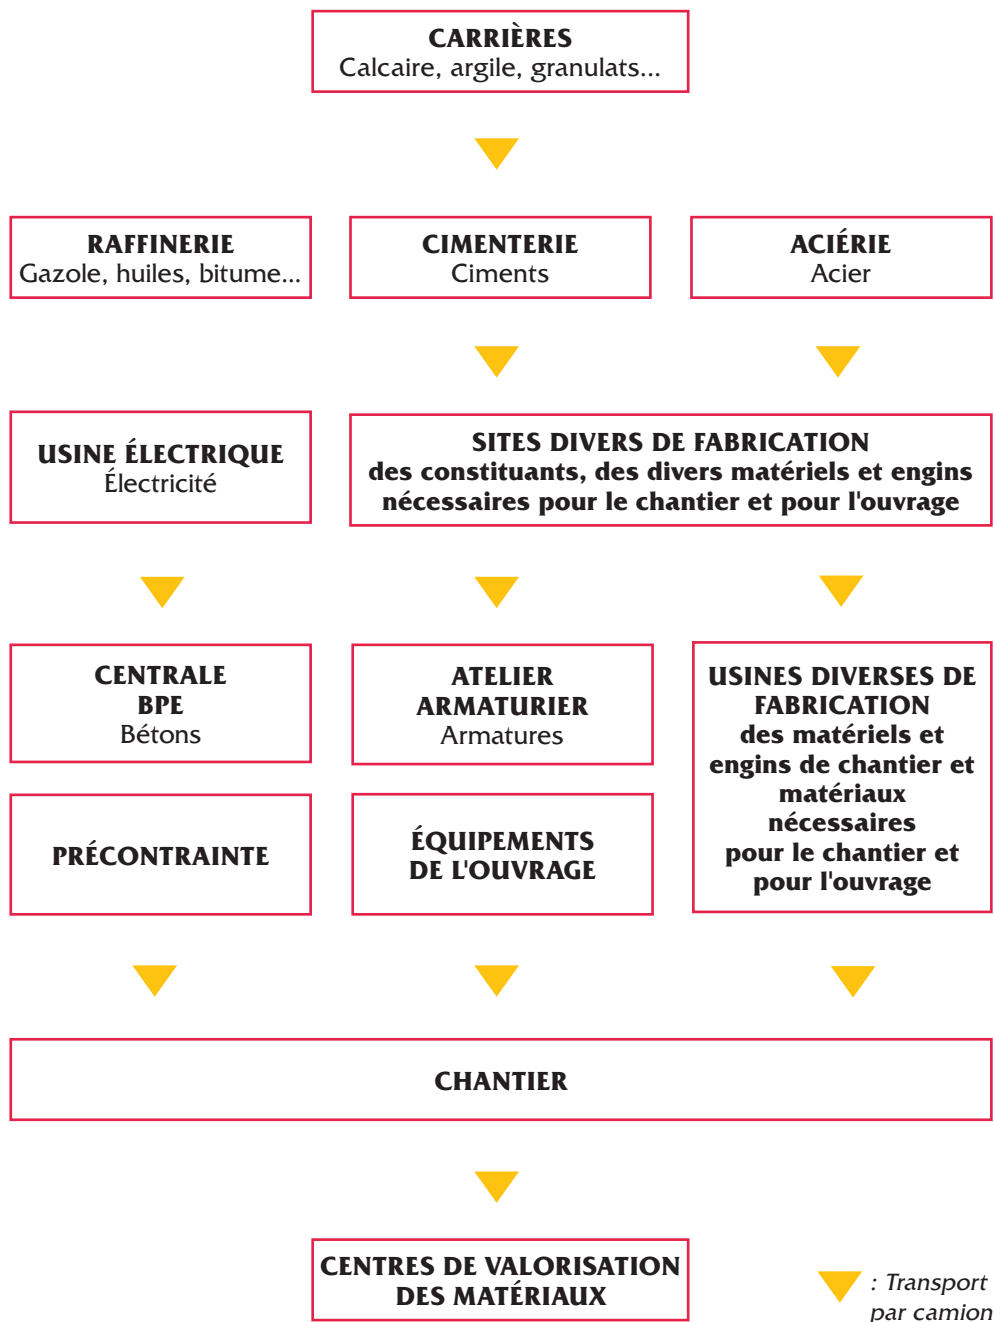 CARRIÈRES
Calcaire, argile, granulats...
RAFFINERIE
Gazole, huiles, bitume...
CIMENTERIE
Ciments
ACIÉRIE
Acier
USINE ÉLECTRIQUE
Électricité
SITES DIVERS DE FABRICATION
des constituants, des divers matériels et engins
nécessaires pour le chantier et pour l'ouvrage
CENTRALE
BPE
Bétons
ATELIER
ARMATURIER
Armatures
USINES DIVERSES DE
FABRICATION
des matériels et
engins de chantier et
matériaux
nécessaires
pour le chantier et
pour l'ouvrage
PRÉCONTRAINTE
ÉQUIPEMENTS
DE L'OUVRAGE
CHANTIER
CENTRES DE VALORISATION
DES MATÉRIAUX
: Transport
par camion